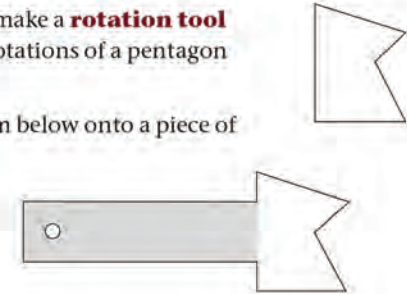 make a rotation tool
otations of a pentagon
n below onto a piece of